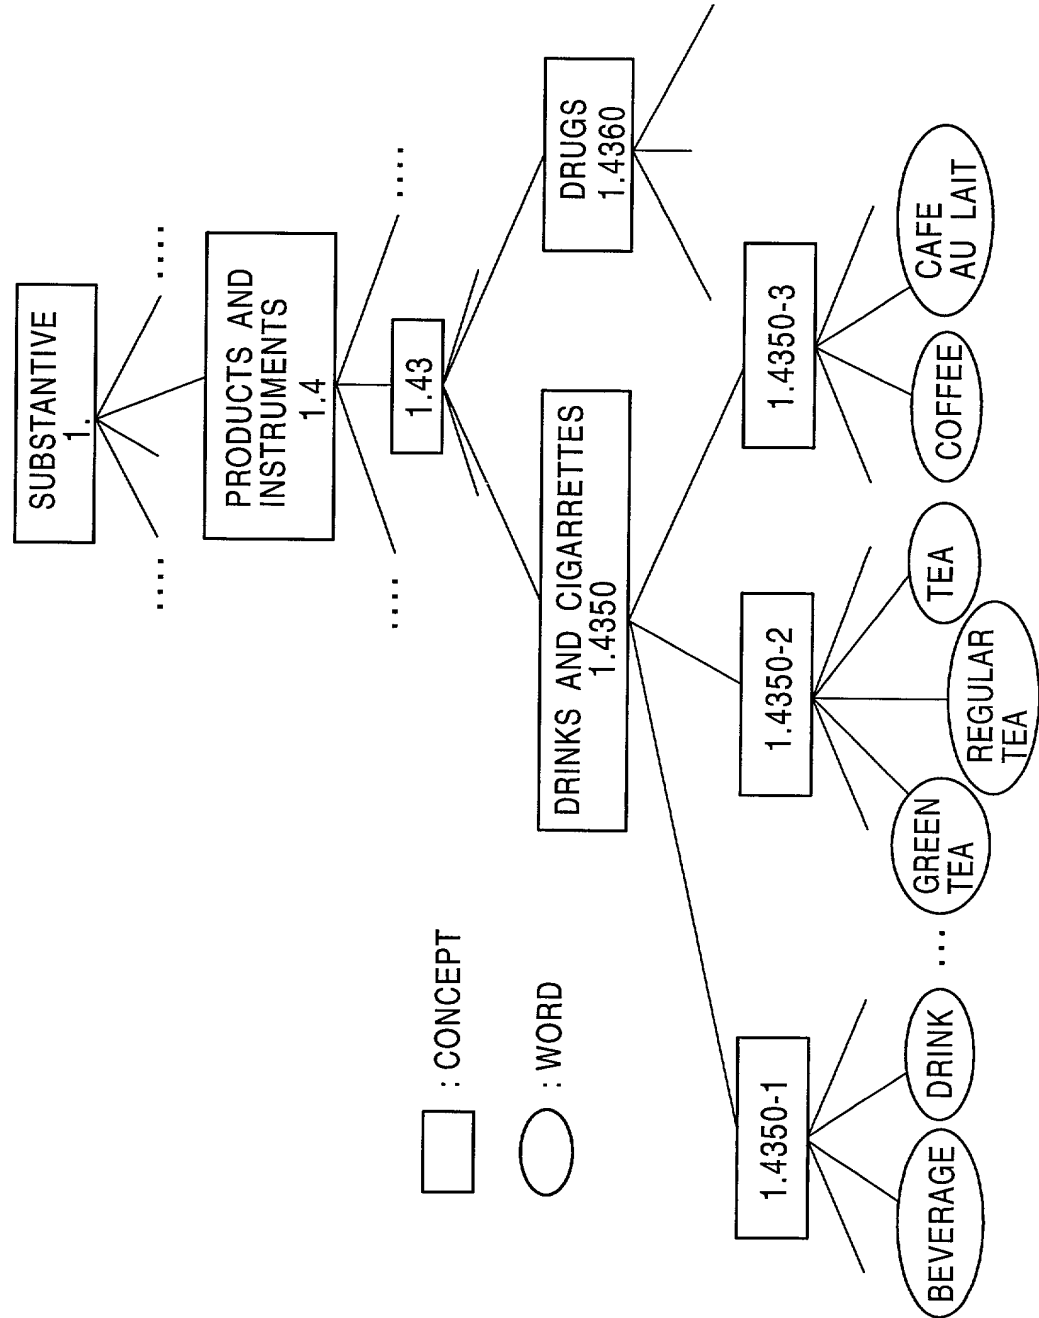 SUBSTANTIVE
1.
....
....
PRODUCTS AND
INSTRUMENTS
1.4
....
....
1.43
: CONCEPT
: WORD
DRINKS AND CIGARRETTES
1.4350
DRUGS
1.4360
1.4350-1
1.4350-2
1.4350-3
BEVERAGE
DRINK
...
GREEN
TEA
REGULAR
TEA
TEA
COFFEE
CAFE
AU LAIT